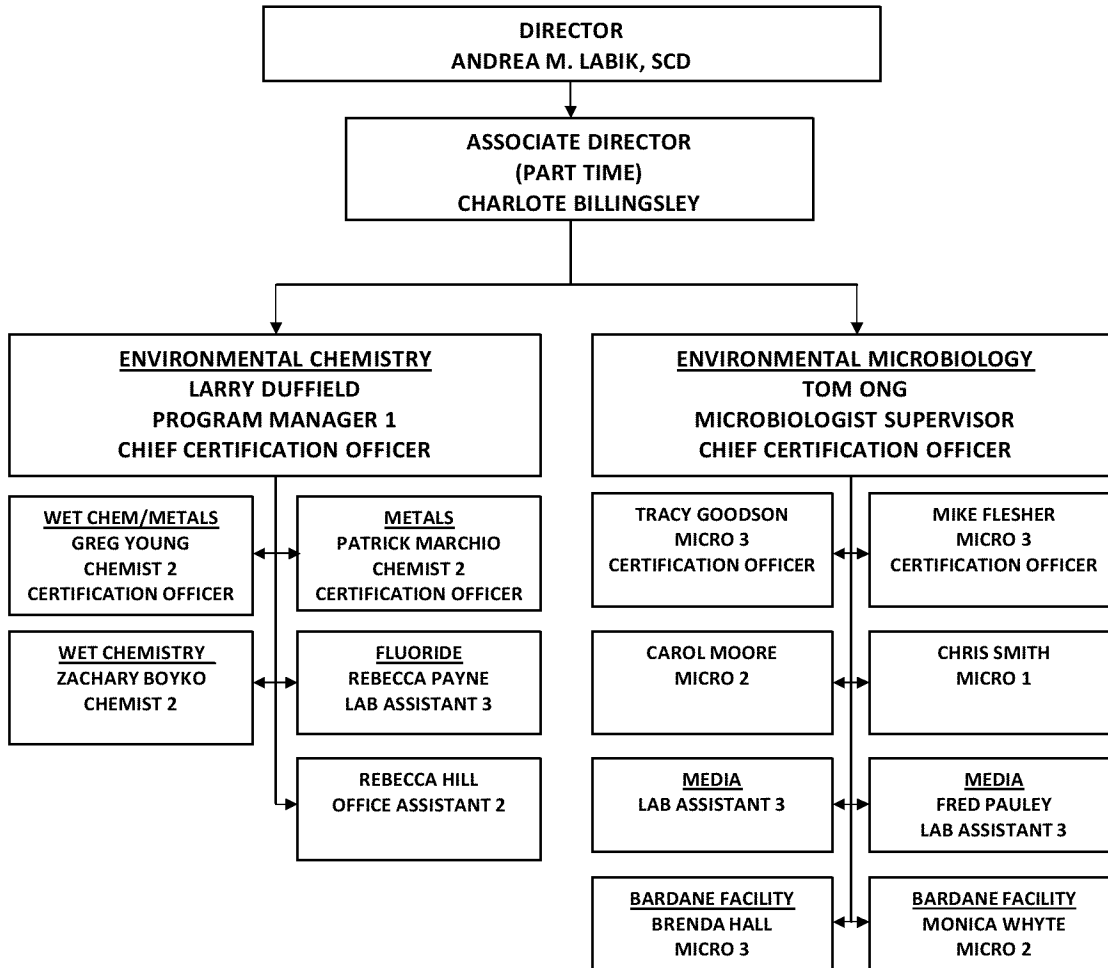 DIRECTOR
ANDREA M. LABIK, SCD
ASSOCIATE DIRECTOR
(PART TIME)
CHARLOTE BILLINGSLEY
ENVIRONMENTAL CHEMISTRY
LARRY DUFFIELD
PROGRAM MANAGER 1
CHIEF CERTIFICATION OFFICER
ENVIRONMENTAL MICROBIOLOGY
TOM ONG
MICROBIOLOGIST SUPERVISOR
CHIEF CERTIFICATION OFFICER
WET CHEM/METALS
GREG YOUNG
CHEMIST 2
CERTIFICATION OFFICER
METALS
PATRICK MARCHIO
CHEMIST 2
CERTIFICATION OFFICER
TRACY GOODSON
MICRO 3
CERTIFICATION OFFICER
MIKE FLESHER
MICRO 3
CERTIFICATION OFFICER
WET CHEMISTRY
ZACHARY BOYKO
CHEMIST 2
FLUORIDE
REBECCA PAYNE
LAB ASSISTANT 3
CAROL MOORE
MICRO 2
CHRIS SMITH
MICRO 1
REBECCA HILL
OFFICE ASSISTANT 2
MEDIA
LAB ASSISTANT 3
MEDIA
FRED PAULEY
LAB ASSISTANT 3
BARDANE FACILITY
BRENDA HALL
MICRO 3
BARDANE FACILITY
MONICA WHYTE
MICRO 2